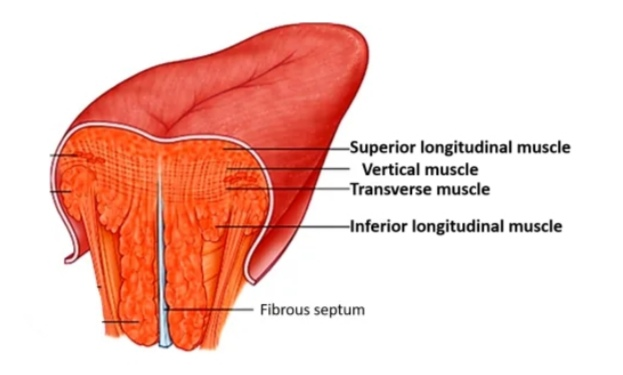 Superior longitudinal muscle
Vertical muscle
Transverse muscle
Inferior longitudinal muscle
Fibrous septum